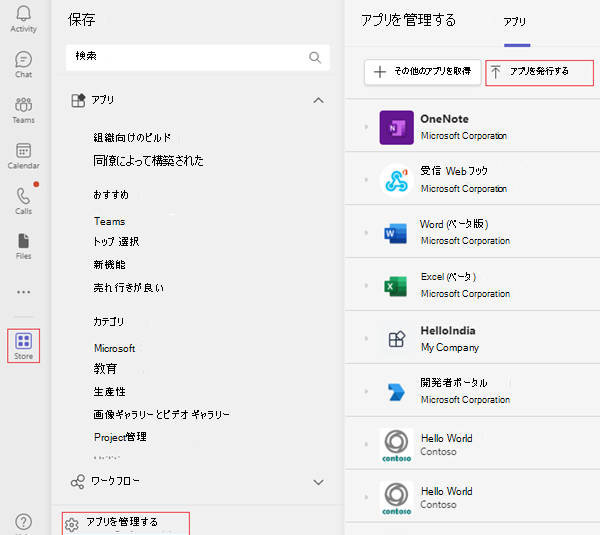 Activity
Chat
Teams
Calendar
Calls
Files
Store
保存
検索
アプリ
組織向けのビルド
同僚によって構築された
おすすめ
Teams
トップ 選択
新機能
売れ行きが良い
カテゴリ
Microsoft
教育
生産性
画像ギャラリーとビデオ ギャラリー
Project管理
ワークフロー
アプリを管理する
アプリを管理する
アプリ
その他のアプリを取得
アプリを発行する
OneNote
Microsoft Corporation
受信 Web フック
Microsoft Corporation
Word (ベータ版)
Microsoft Corporation
Excel (ベータ)
Microsoft Corporation
HelloIndia
My Company
開発者ポータル
Microsoft Corporation
contoso
Hello World
Contoso
contoso
Hello World
Contoso